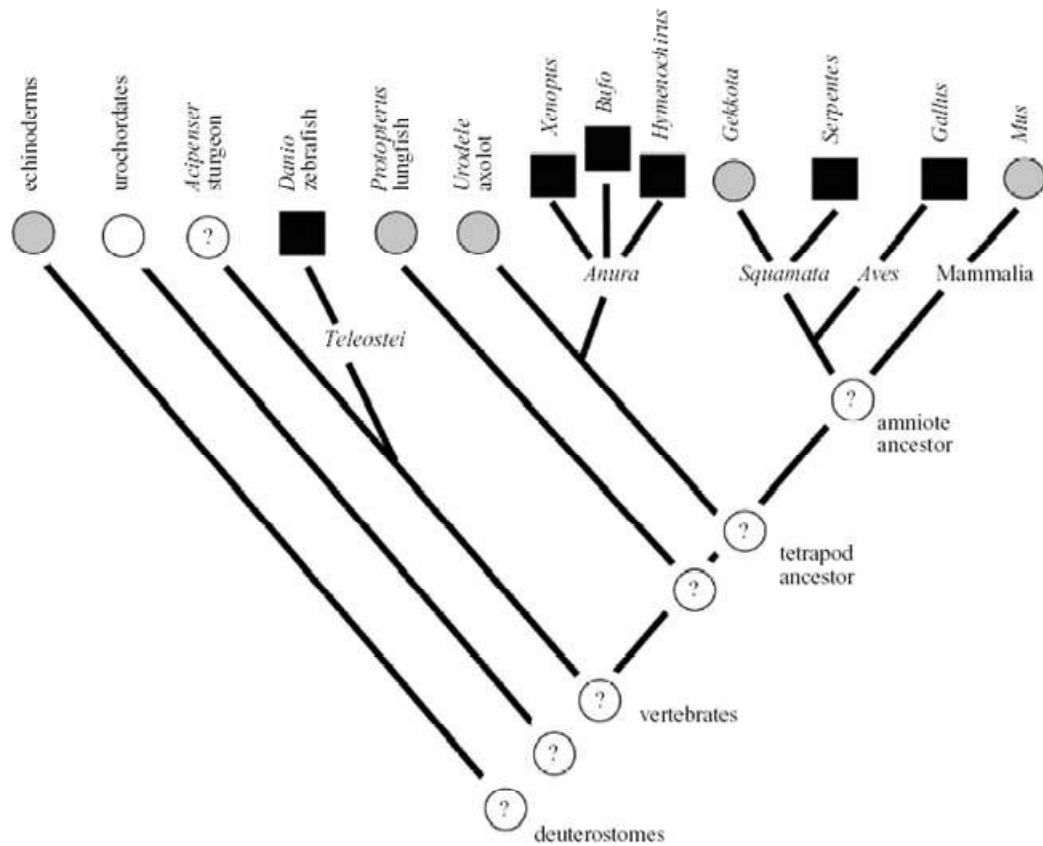 echinoderms
urochordates
Acipenser
sturgeon
Danio
zebrafish
Protopterus
lungfish
Urodele
axolot
Xenopus
Bufo
Hymenochirus
Gekkota
Serpentes
Gallus
Mus
?
Teleostei
Anura
Squamata
Aves
Mammalia
?
amniote
ancestor
?
tetrapod
ancestor
?
?
vertebrates
?
?
deuterostomes